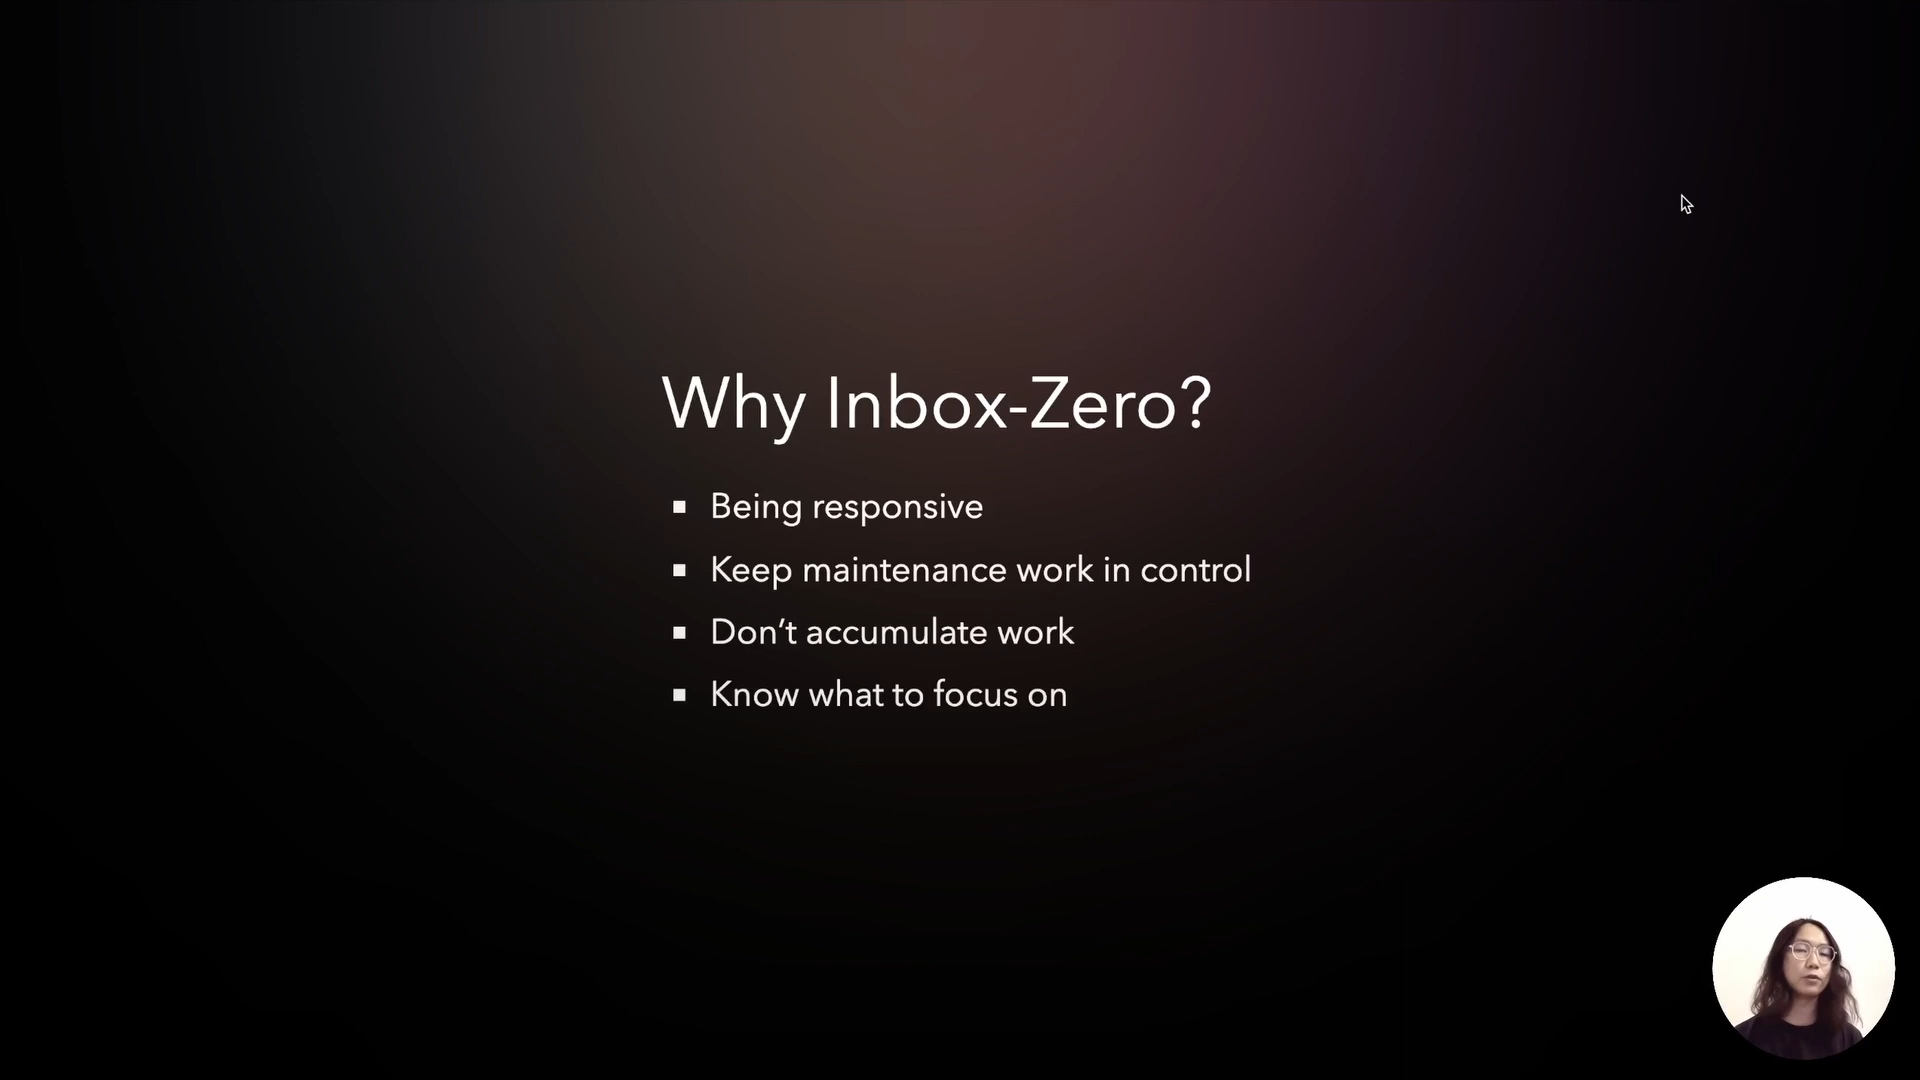 Why Inbox-Zero?
Being responsive
Keep maintenance work in control
Don’t accumulate work
Know what to focus on